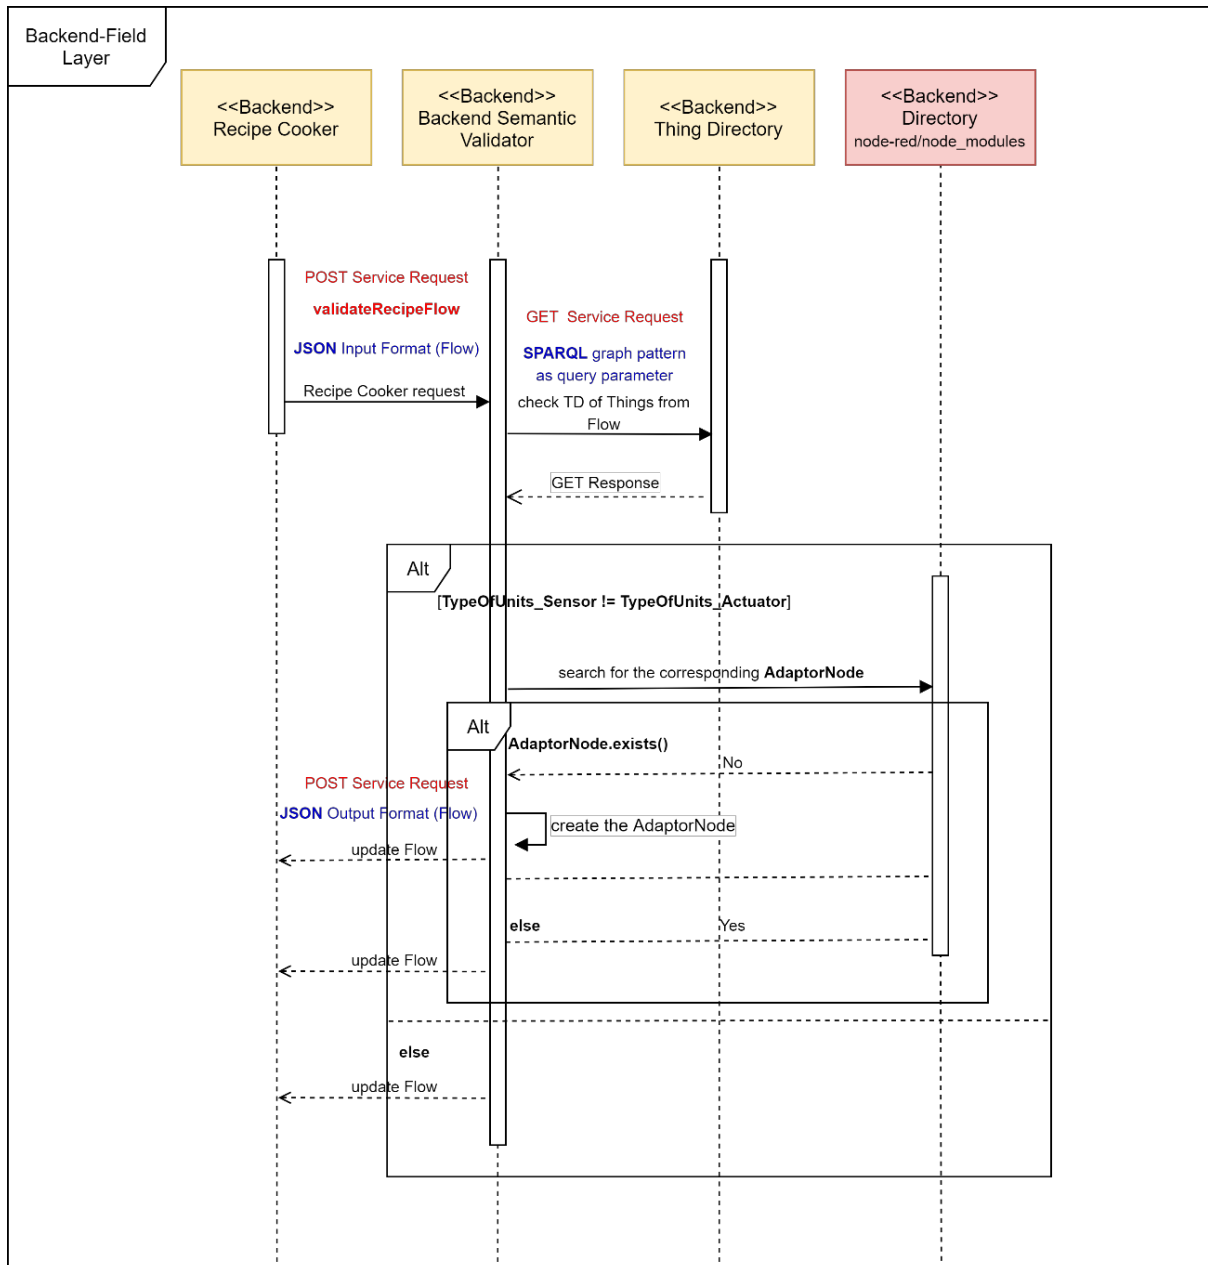 Backend-Field
Layer
<<Backend>>
Recipe Cooker
<<Backend>>
Backend Semantic
Validator
<<Backend>>
Thing Directory
<<Backend>>
Directory
node-red/node_modules
POST Service Request
validateRecipeFlow
JSON Input Format (Flow)
Recipe Cooker request
GET  Service Request
SPARQL graph pattern
as query parameter
check TD of Things from
Flow
GET Response
Alt
[TypeOfUnits_Sensor != TypeOfUnits_Actuator]
search for the corresponding AdaptorNode
Alt
AdaptorNode.exists()
No
POST Service Request
JSON Output Format (Flow)
create the AdaptorNode
update Flow
else
Yes
update Flow
else
update Flow